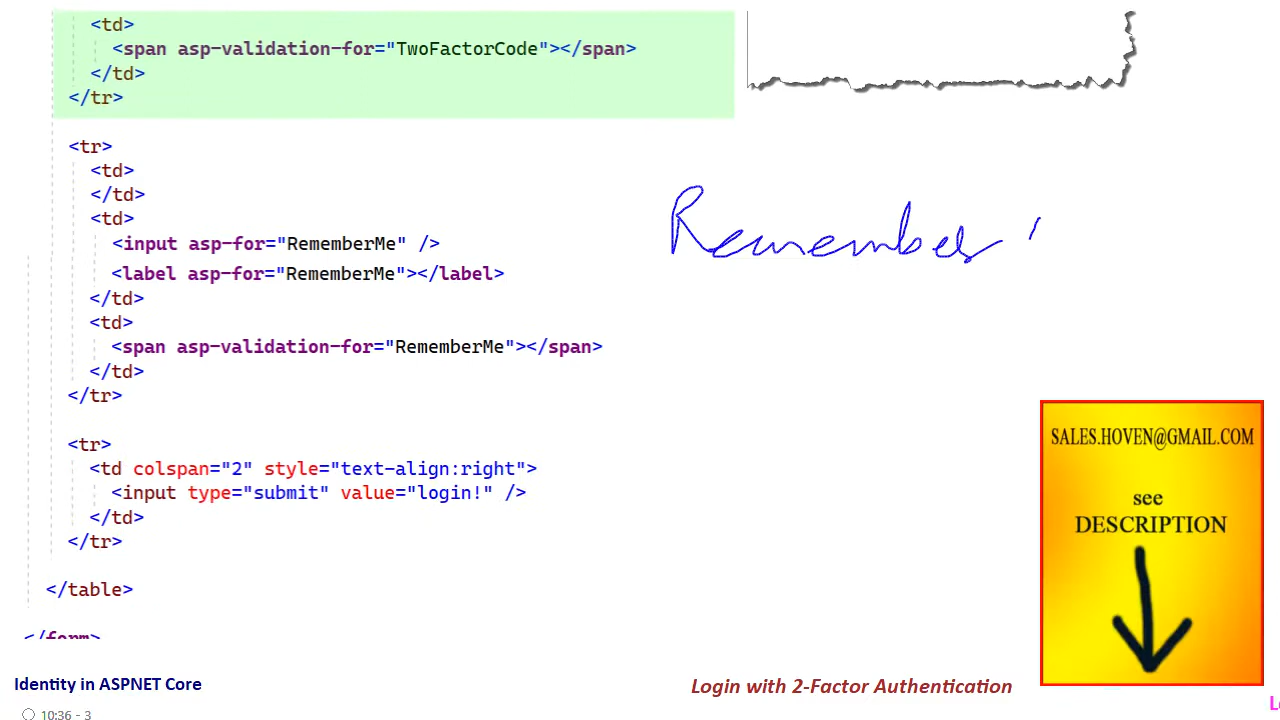 <td>
<span asp-validation-for="TwoFactorCode"></span>
</td>
</tr>
<tr>
<td>
</td>
<td>
<input asp-for="RememberMe" />
<label asp-for="RememberMe"></label>
</td>
<td>
<span asp-validation-for="RememberMe"></span>
</td>
</tr>
<tr>
<td colspan="2" style="text-align:right">
<input type="submit" value="login!" />
</td>
</tr>
</table>
</form>
Remember
SALES.HOVEN@GMAIL.COM
see
DESCRIPTION
Identity in ASPNET Core
Login with 2-Factor Authentication
10:36 - 3